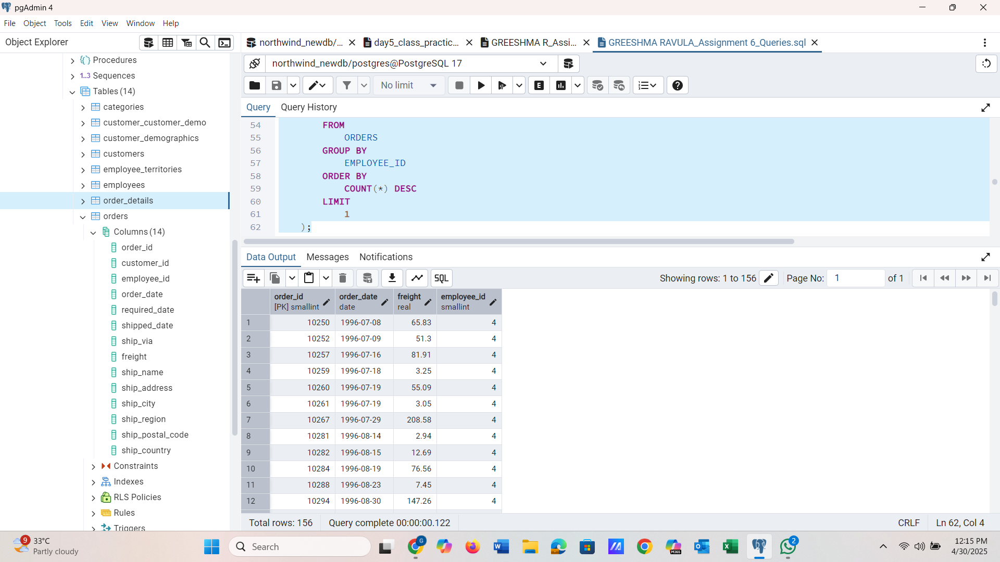 pgAdmin 4
File Object Tools Edit View Window Help
Object Explorer
northwind_newdb/...
day5_class_practic...
GREESHMA R_Assi...
GREESHMA RAVULA_Assignment 6_Queries.sql
Procedures
1..3 Sequences
Tables (14)
categories
customer_customer_demo
customer_demographics
customers
employee_territories
employees
order_details
orders
Columns (14)
order_id
customer_id
employee_id
order_date
required_date
shipped_date
ship_via
freight
ship_name
ship_address
ship_city
ship_region
ship_postal_code
ship_country
Constraints
Indexes
RLS Policies
Rules
Triggers
northwind_newdb/postgres@PostgreSQL 17
No limit
E
Query Query History
54 FROM
55 ORDERS
56 GROUP BY
57 EMPLOYEE_ID
58 ORDER BY
59 COUNT(*) DESC
60 LIMIT
61 1
62 );
Data Output Messages Notifications
SQL
Showing rows: 1 to 156
Page No: 1 of 1
order_id [PK] smallint order_date date freight real employee_id smallint
1 10250 1996-07-08 65.83 4
2 10252 1996-07-09 51.3 4
3 10257 1996-07-16 81.91 4
4 10259 1996-07-18 3.25 4
5 10260 1996-07-19 55.09 4
6 10261 1996-07-19 3.05 4
7 10267 1996-07-29 208.58 4
8 10281 1996-08-14 2.94 4
9 10282 1996-08-15 12.69 4
10 10284 1996-08-19 76.56 4
11 10288 1996-08-23 7.45 4
12 10294 1996-08-30 147.26 4
Total rows: 156 Query complete 00:00:00.122 CRLF Ln 62, Col 4
9
33°C
Partly cloudy
Search
G
M365
2
12:15 PM
4/30/2025